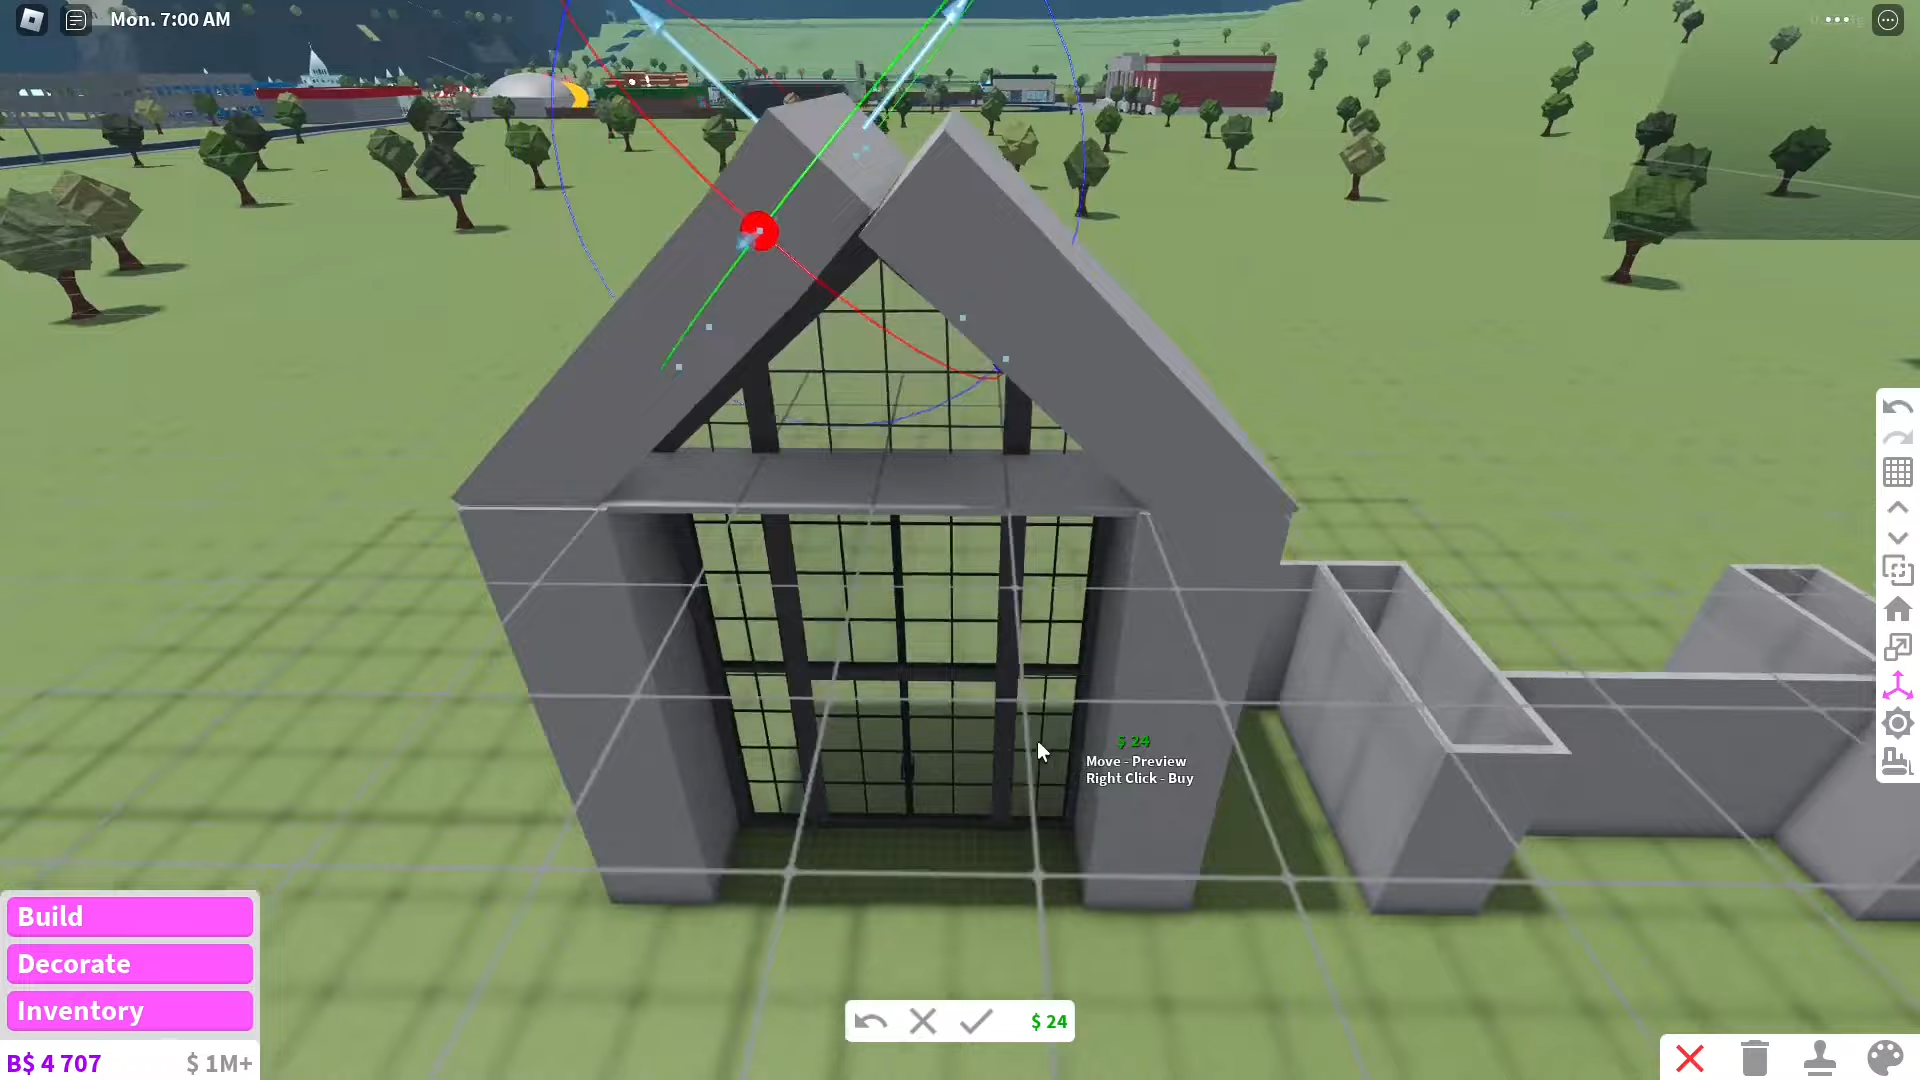 Mon. 7:00 AM
$ 24
Move - Preview
Right Click - Buy
Build
Decorate
Inventory
B$ 4 707
$ 1M+
$ 24